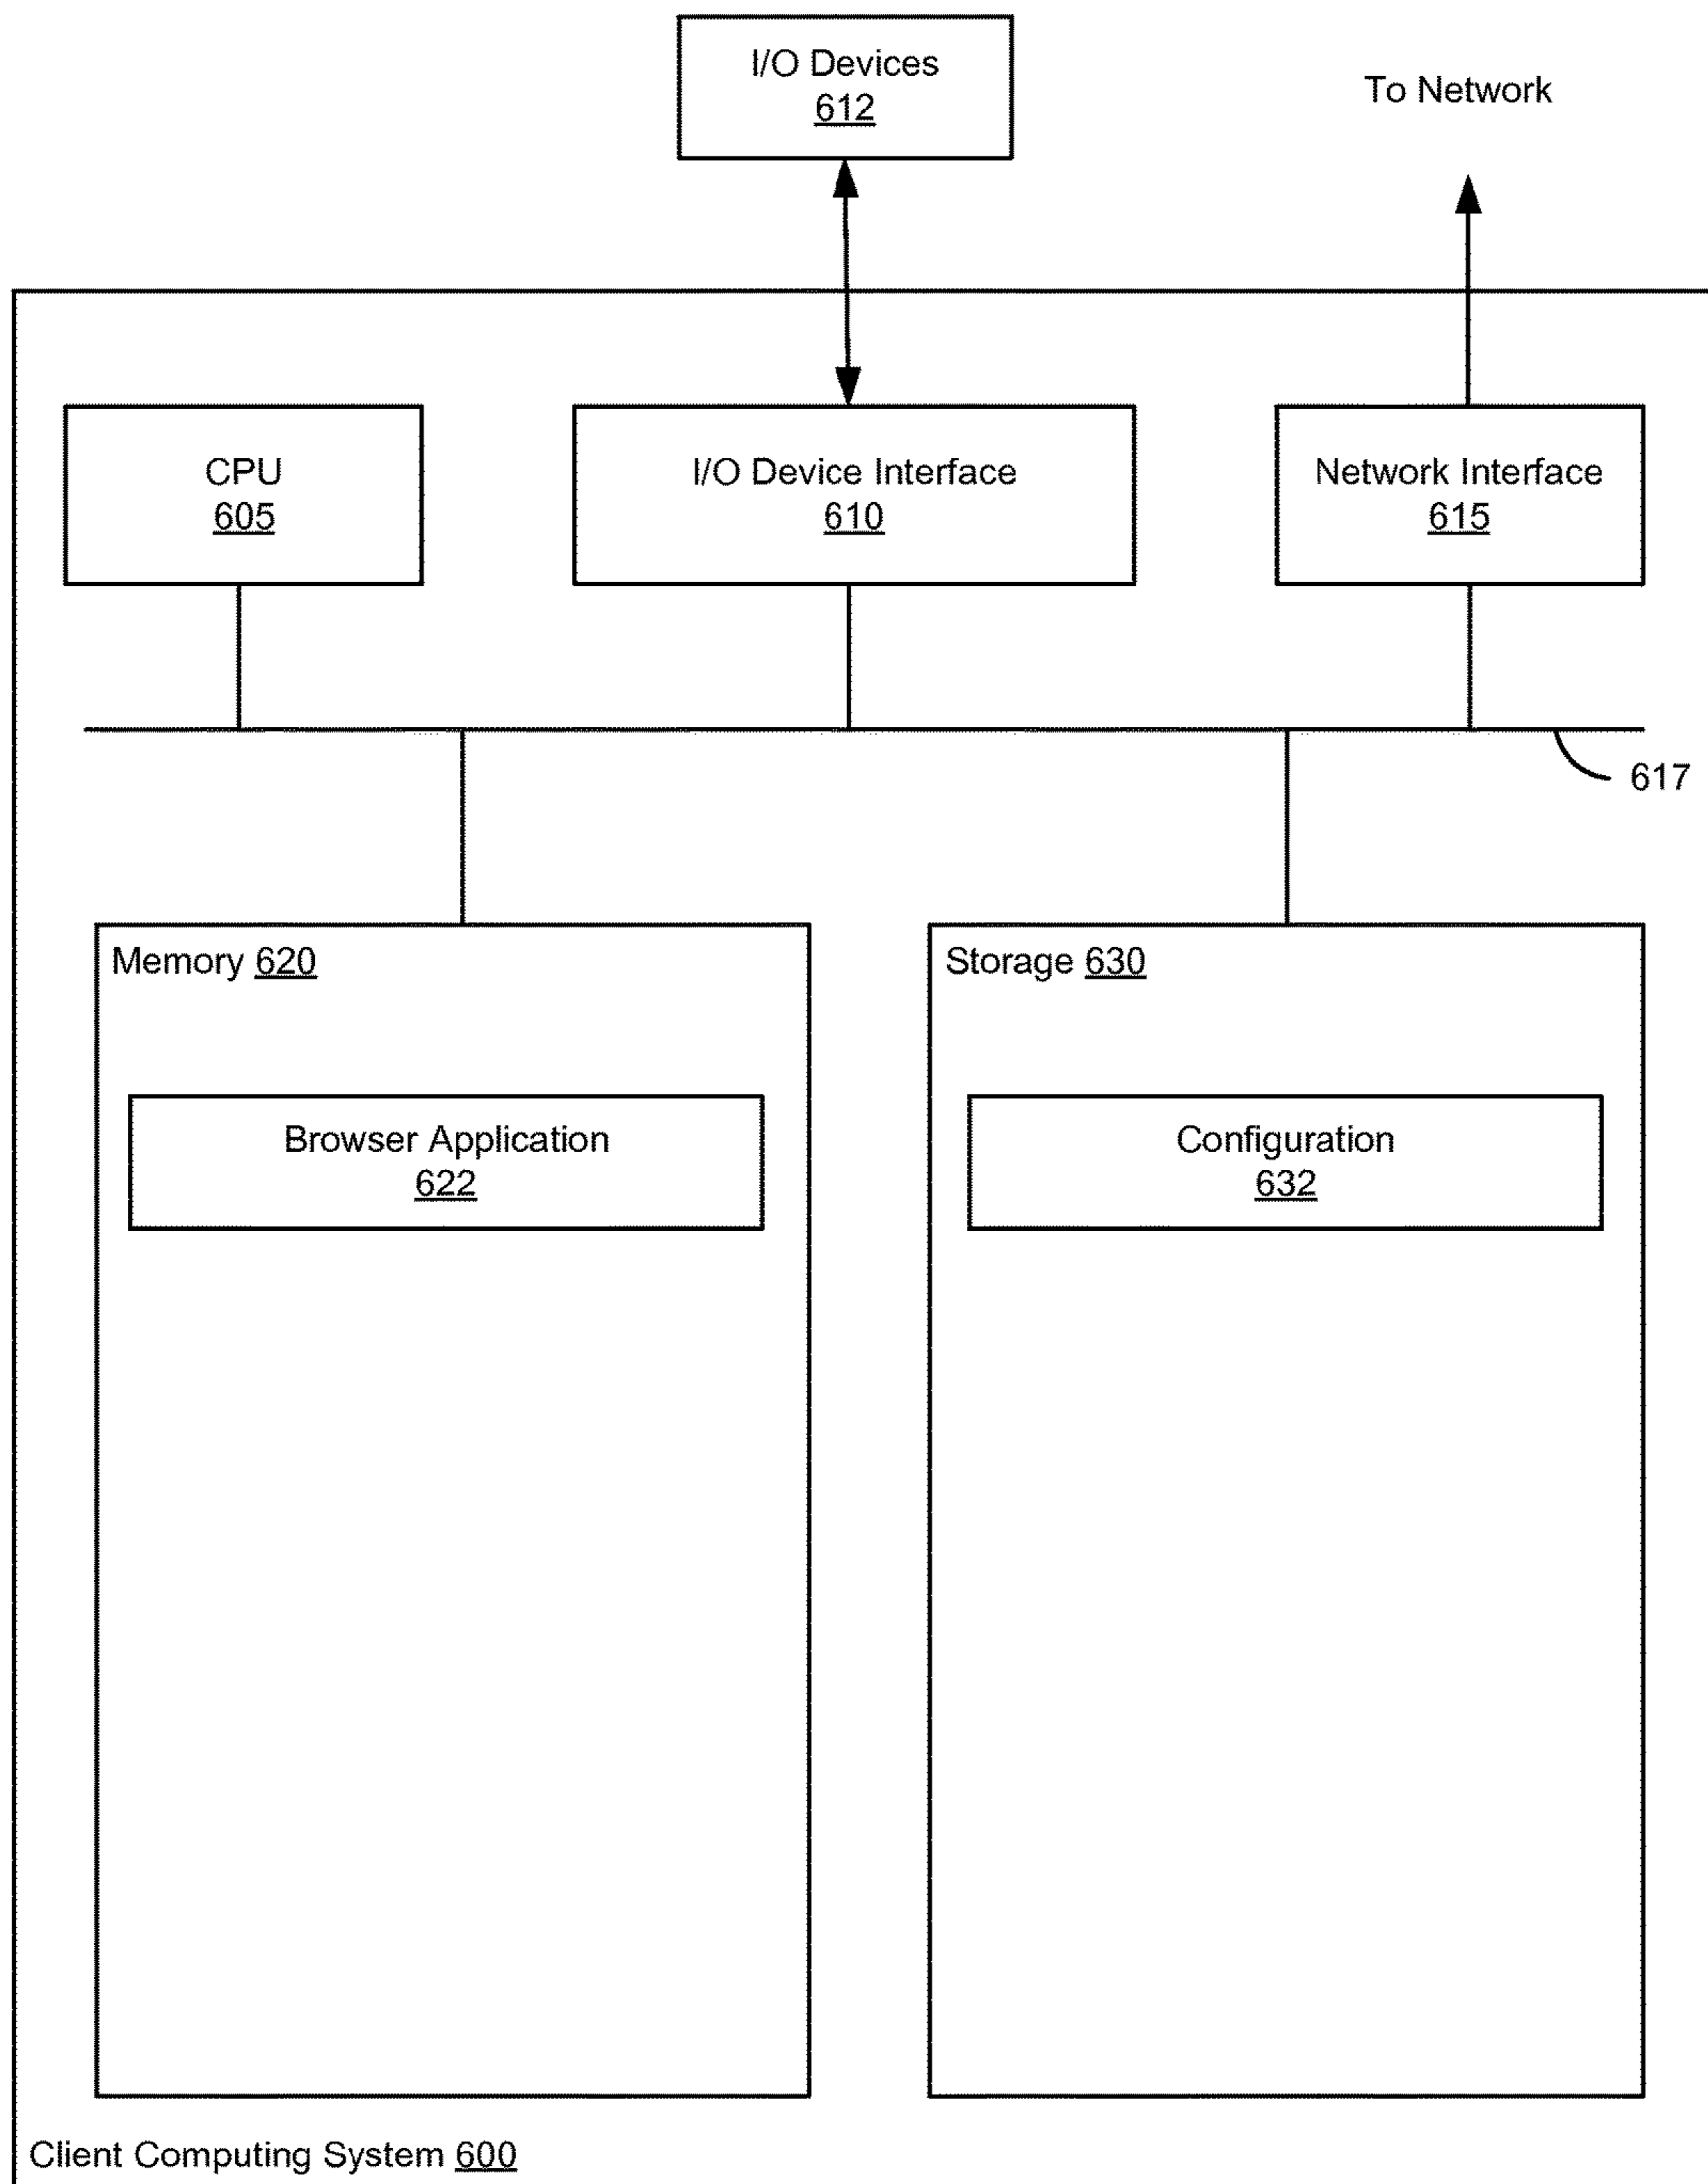 I/O Devices
612
To Network
CPU
605
I/O Device Interface
610
Network Interface
615
617
Memory 620
Storage 630
Browser Application
622
Configuration
632
Client Computing System 600